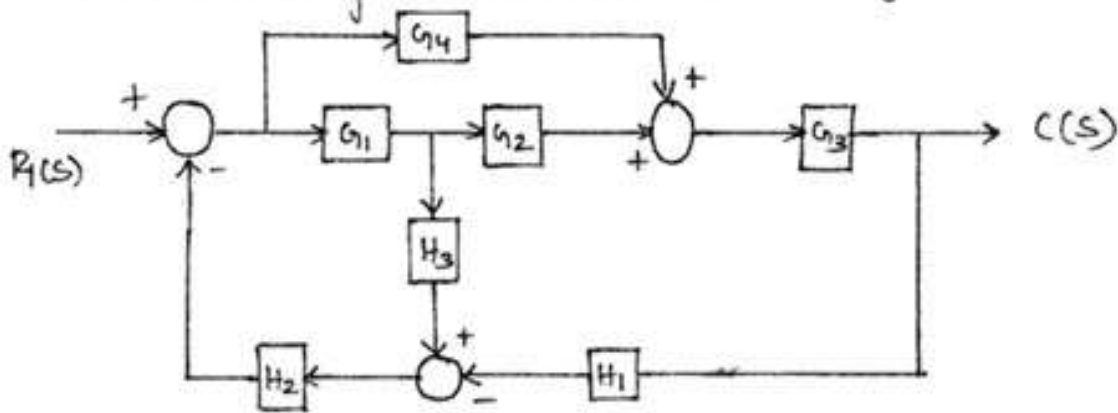 G4
+
+
G1
G2
G3
C(S)
+
R(S)
-
H3
+
H2
-
H1